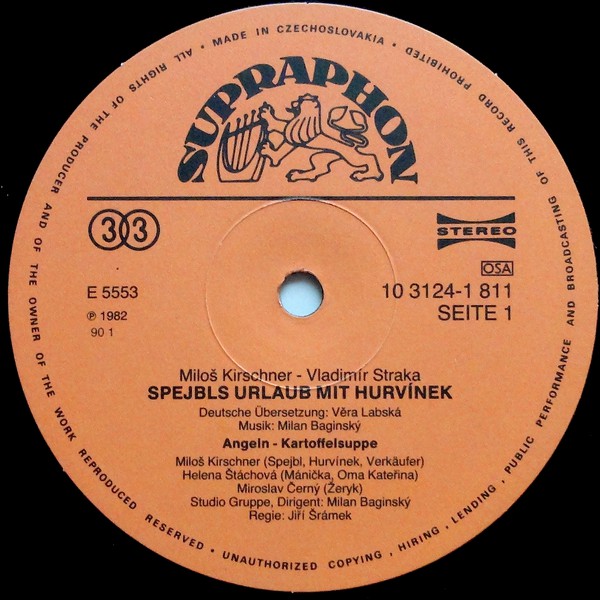 • MADE IN CZECHOSLOVAKIA •
ALL RIGHTS OF THE PRODUCER AND OF THE OWNER OF THE WORK REPRODUCED RESERVED • UNAUTHORIZED COPYING, HIRING, LENDING, PUBLIC PERFORMANCE AND BROADCASTING OF THIS RECORD PROHIBITED
SUPRAPHON
33
STEREO
OSA
E 5553
10 3124-1 811
℗ 1982
SEITE 1
90 1
Miloš Kirschner - Vladimír Straka
SPEJBLS URLAUB MIT HURVÍNEK
Deutsche Übersetzung: Věra Labská
Musik: Milan Baginský
Angeln - Kartoffelsuppe
Miloš Kirschner (Spejbl, Hurvínek, Verkäufer)
Helena Štáchová (Mánička, Oma Kateřina)
Miroslav Černý (Žeryk)
Studio Gruppe, Dirigent: Milan Baginský
Regie: Jiří Šrámek